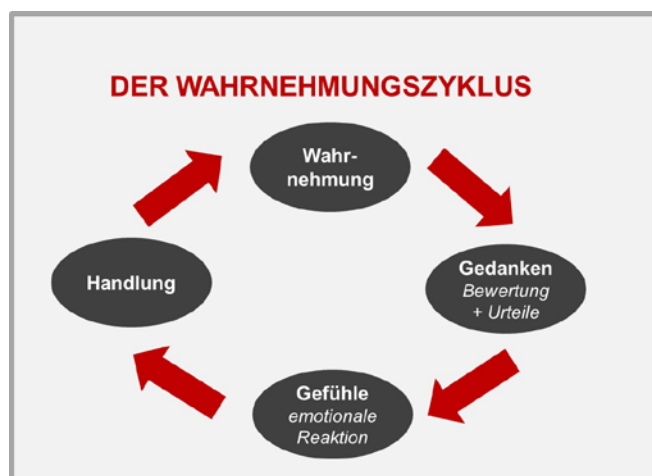 DER WAHRNEHMUNGSZYKLUS
Wahr-
nehmung
Gedanken
Bewertung
+ Urteile
Gefühle
emotionale
Reaktion
Handlung